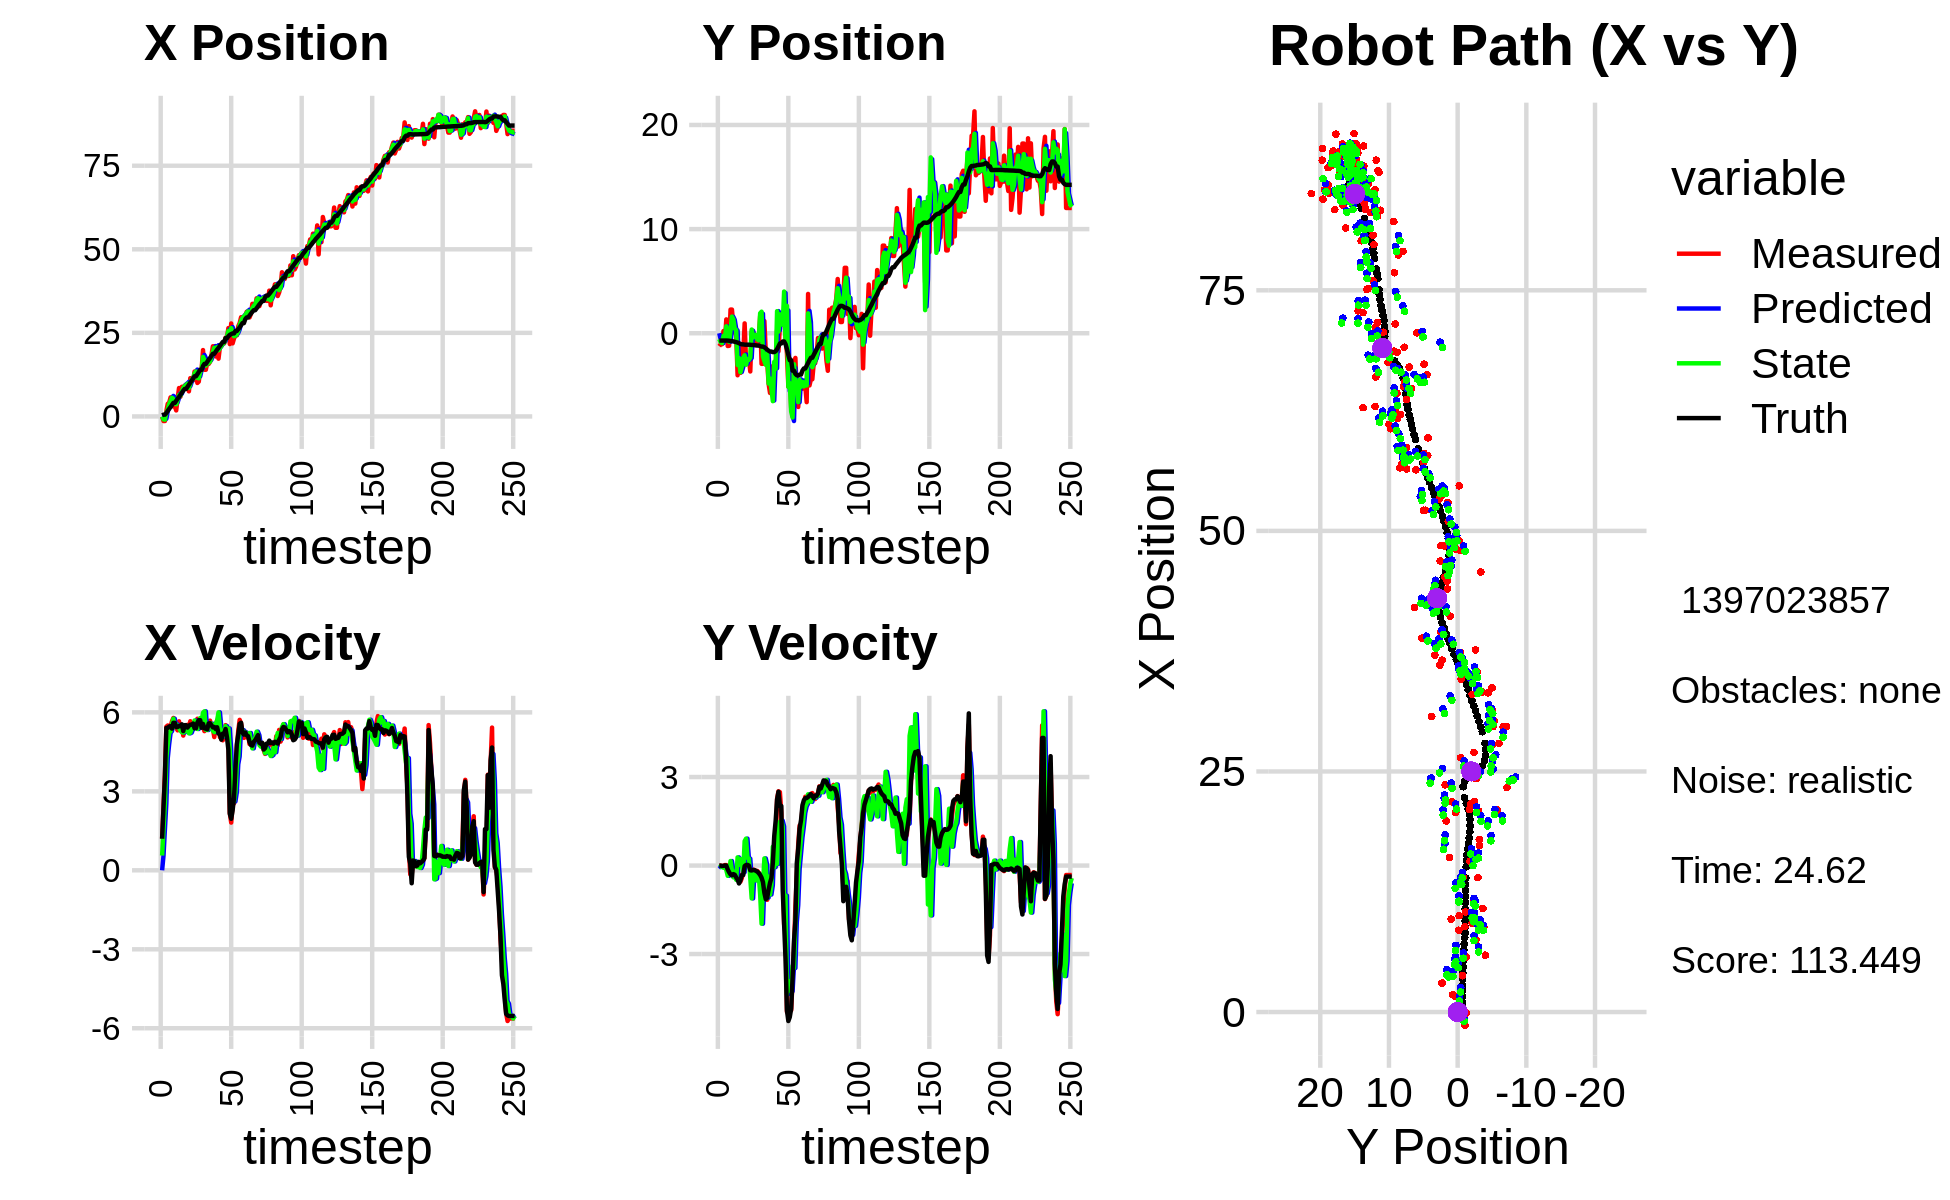 X Position
75
50
25
0
0
50
100
150
200
250
timestep
Y Position
20
10
0
0
50
100
150
200
250
timestep
X Velocity
6
3
0
-3
-6
0
50
100
150
200
250
timestep
Y Velocity
3
0
-3
0
50
100
150
200
250
timestep
Robot Path (X vs Y)
X Position
75
50
25
0
20 10 0 -10 -20
Y Position
variable
Measured
Predicted
State
Truth
1397023857
Obstacles: none
Noise: realistic
Time: 24.62
Score: 113.449